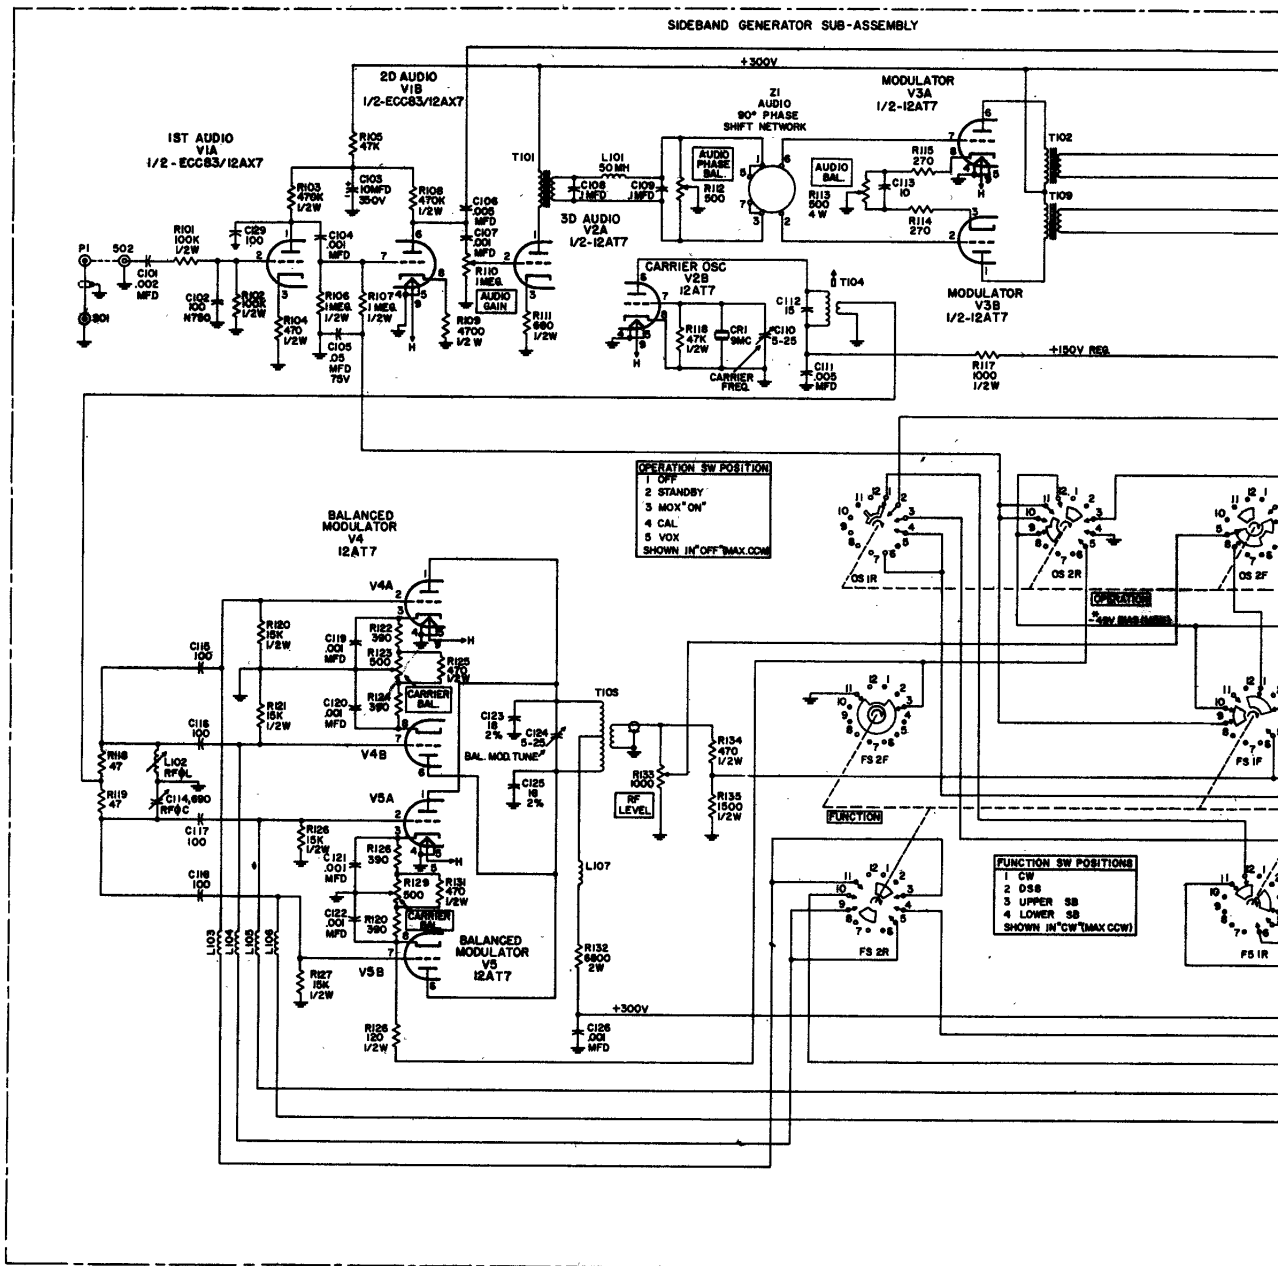 SIDEBAND GENERATOR SUB-ASSEMBLY
+300V
2D AUDIO
V1B
1/2-ECC83/12AX7
MODULATOR
V3A
1/2-12AT7
Z1
AUDIO
90° PHASE
SHIFT NETWORK
1ST AUDIO
V1A
1/2 - ECC83/12AX7
R105
47K
T101
L101
50 MH
AUDIO
PHASE
BAL.
R115
270
T102
R103
470K
1/2W
C103
10MFD
350V
R108
470K
1/2W
C106
.005
MFD
C108
.1 MFD
C109
.1MFD
R112
500
AUDIO
BAL.
R113
500
4 W
C113
10
R114
270
T109
3D AUDIO
V2A
1/2-12AT7
P1
502
R101
100K
1/2W
C129
100
C104
.001
MFD
C107
.001
MFD
R110
1 MEG.
AUDIO
GAIN
C101
.002
MFD
C102
100
N750
R102
R104
470
1/2W
R106
1 MEG.
1/2W
R107
1 MEG.
1/2W
R109
4700
1/2 W
R111
680
1/2W
C105
.05
MFD
75V
CARRIER OSC
V2B
12AT7
T104
C112
15
MODULATOR
V3B
1/2-12AT7
R118
47K
1/2W
CR1
9MC
C110
5-25
CARRIER
FREQ.
C111
.005
MFD
R117
1000
1/2W
+150V REG.
OPERATION SW POSITION
1 OFF
2 STANDBY
3 MOX "ON"
4 CAL
5 VOX
SHOWN IN "OFF" (MAX. CCW)
OS 1R
OS 2R
OS 2F
OPERATION
BALANCED
MODULATOR
V4
12AT7
V4A
R120
15K
1/2W
C119
.001
MFD
R122
390
R123
500
R125
470
1/2W
R124
390
CARRIER
BAL.
C115
100
R121
15K
1/2W
C120
.001
MFD
C116
100
V4B
R118
47
L102
RFΦL
R119
47
C114,690
RFΦC
C117
100
V5A
T105
C123
18
2%
C124
5-25
BAL. MOD. TUNE
C125
18
2%
R133
1000
RF
LEVEL
R134
470
1/2W
R135
1500
1/2W
FS 2F
FS 1F
FUNCTION
R126
15K
1/2W
C121
.001
MFD
R126
390
R129
500
R131
470
1/2W
CARRIER
BAL.
C122
.001
MFD
R120
390
C118
100
L103
L104
L105
L106
R127
15K
1/2W
V5B
BALANCED
MODULATOR
V5
12AT7
L107
R132
6800
2W
+300V
R126
120
1/2W
C126
.001
MFD
FUNCTION SW POSITIONS
1 CW
2 DSB
3 UPPER SB
4 LOWER SB
SHOWN IN "CW" (MAX CCW)
FS 2R
FS 1R